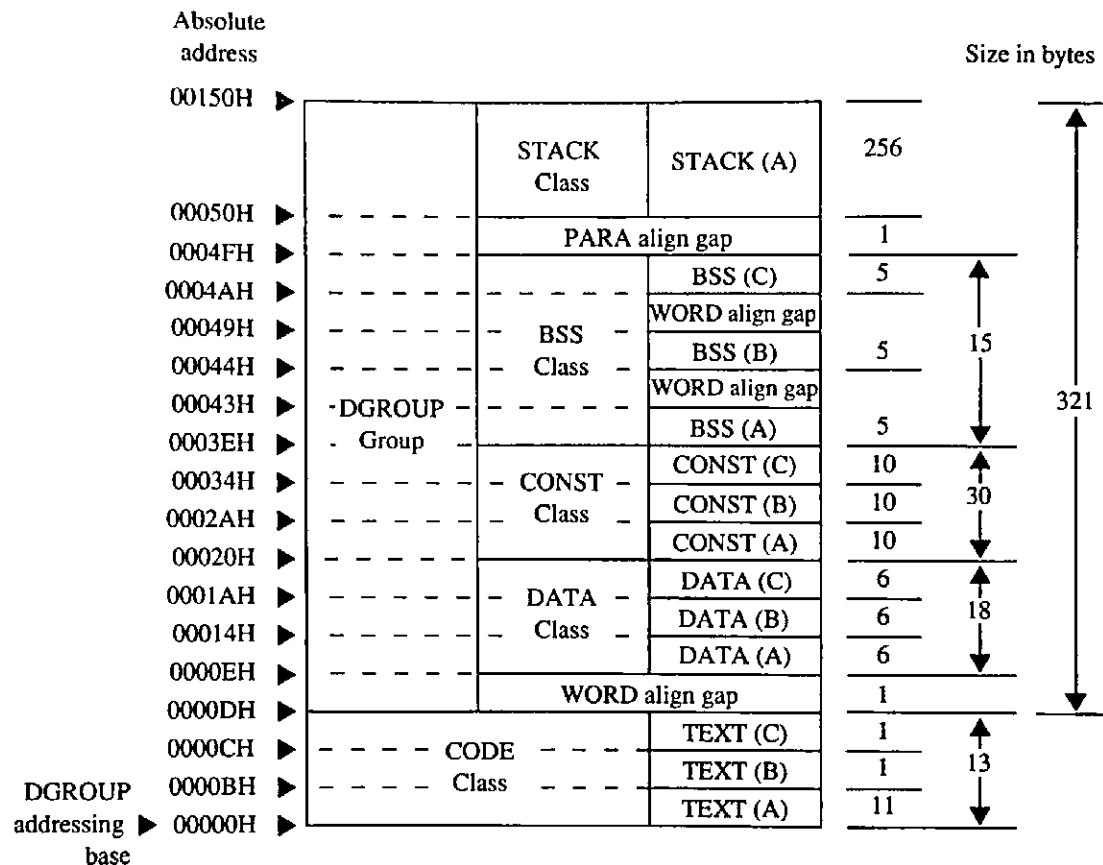 Absolute
address
Size in bytes
00150H
STACK
Class
STACK (A)
256
00050H
PARA align gap
1
0004FH
BSS (C)
5
0004AH
WORD align gap
00049H
BSS
Class
BSS (B)
5
15
00044H
WORD align gap
00043H
DGROUP
Group
321
BSS (A)
5
0003EH
CONST (C)
10
00034H
CONST
Class
CONST (B)
10
30
0002AH
CONST (A)
10
00020H
DATA (C)
6
0001AH
DATA
Class
DATA (B)
6
18
00014H
DATA (A)
6
0000EH
WORD align gap
1
0000DH
TEXT (C)
1
0000CH
CODE
Class
TEXT (B)
1
13
0000BH
TEXT (A)
11
DGROUP
addressing
base
00000H